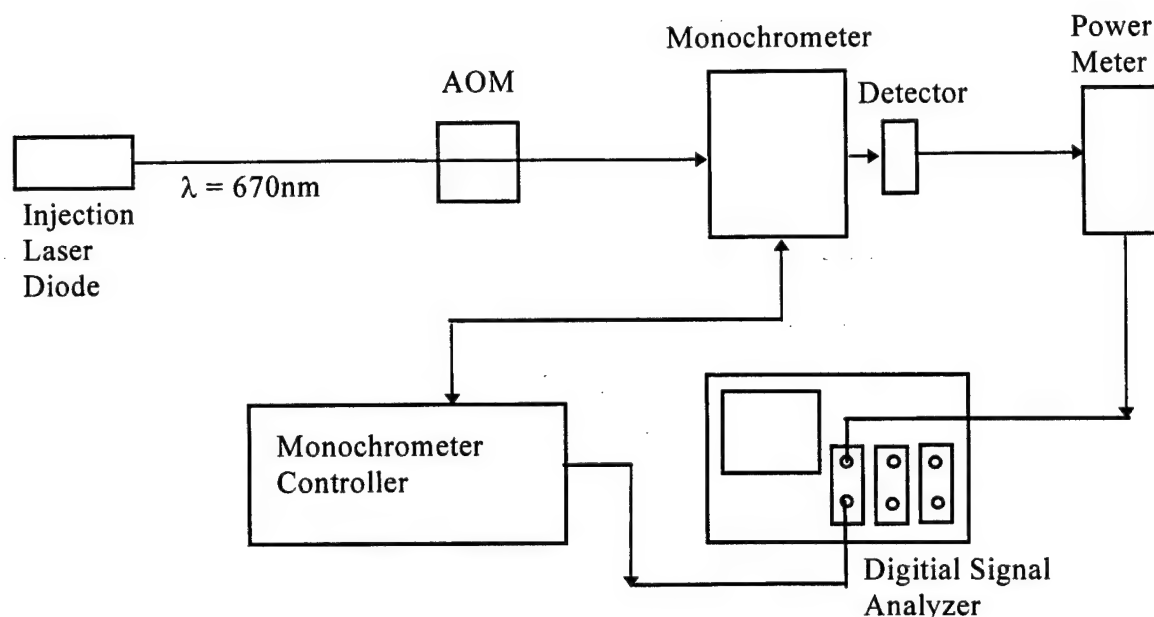 Monochrometer
Power
Meter
AOM
Detector
λ = 670nm
Injection
Laser
Diode
Monochrometer
Controller
Digitial Signal
Analyzer